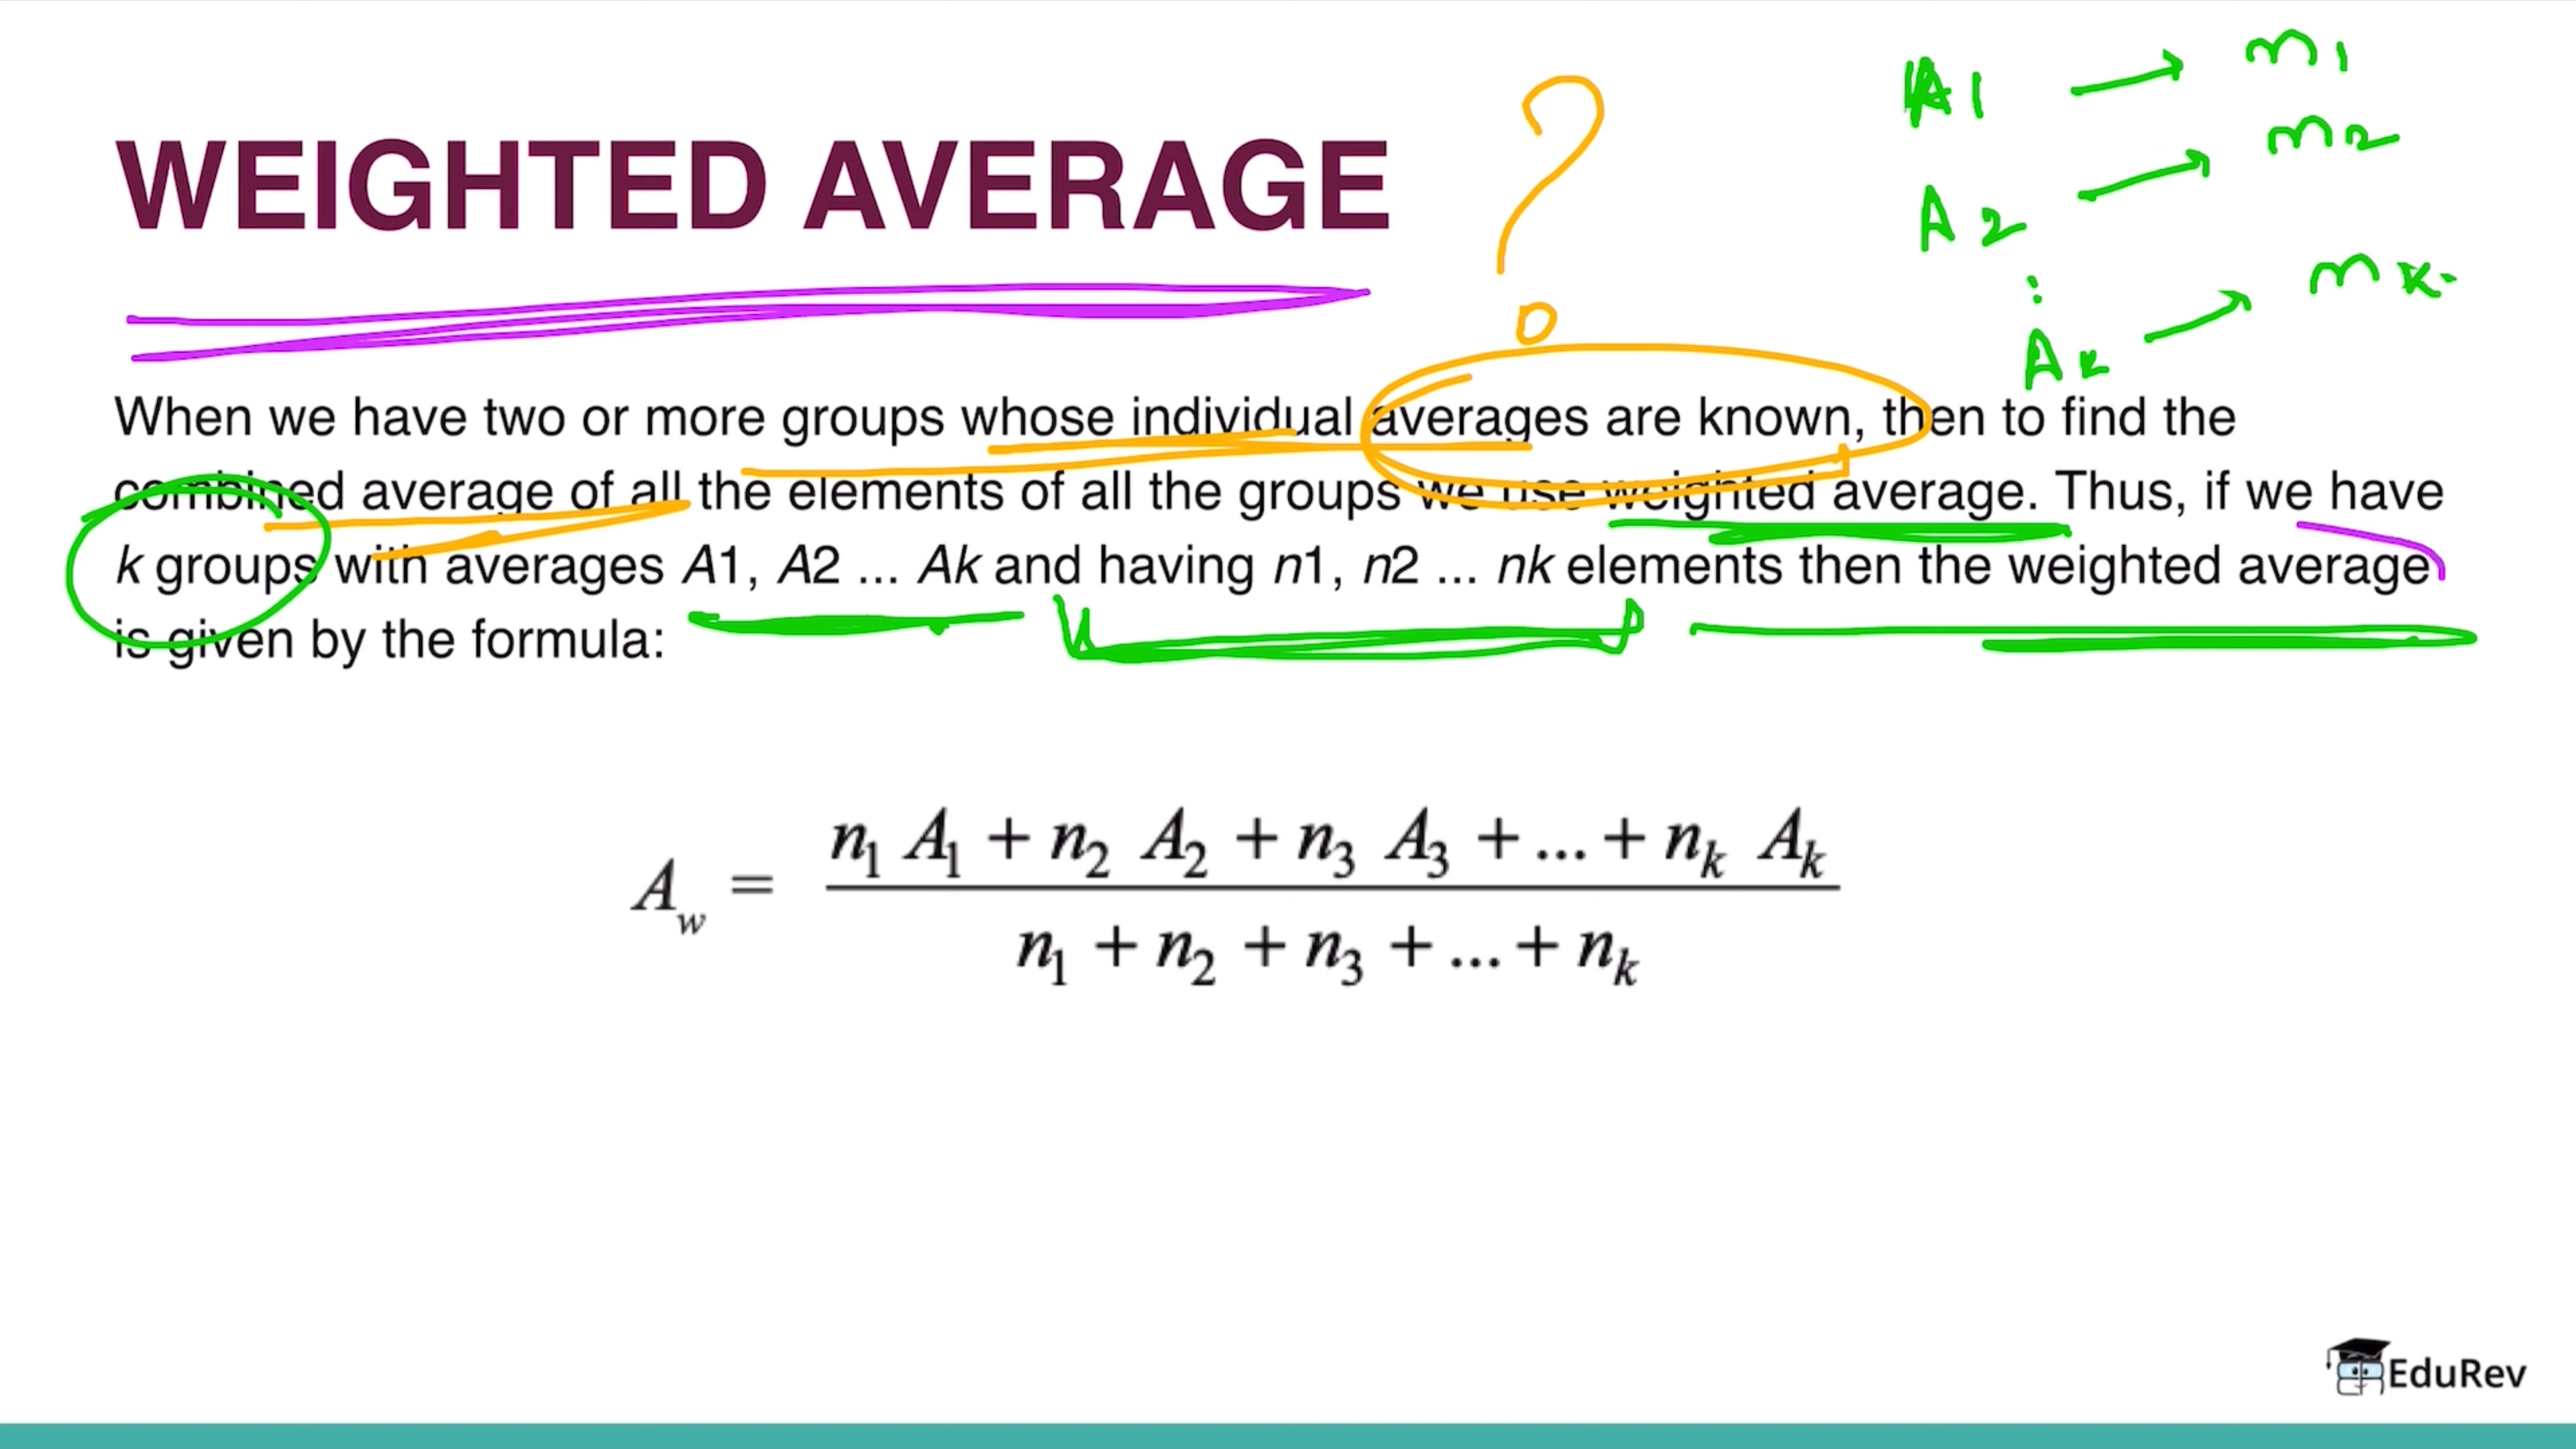 WEIGHTED AVERAGE
?
A1 → m1
A2 → m2
:
Ak → mk
When we have two or more groups whose individual averages are known, then to find the
combined average of all the elements of all the groups we use weighted average. Thus, if we have
k groups with averages A1, A2 ... Ak and having n1, n2 ... nk elements then the weighted average
is given by the formula:
A_w = (n₁ A₁ + n₂ A₂ + n₃ A₃ + ... + nₖ Aₖ) / (n₁ + n₂ + n₃ + ... + nₖ)
EduRev